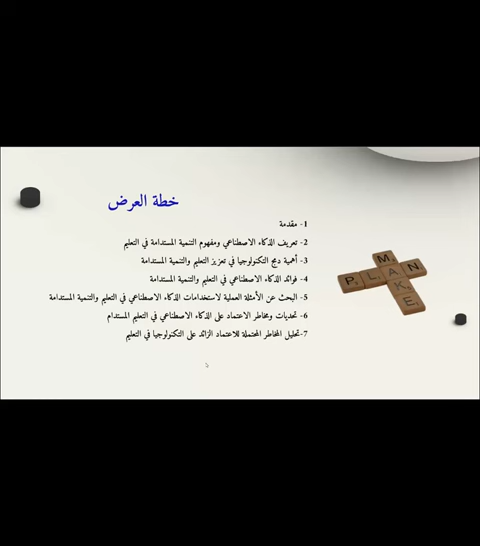 خطة العرض
1- مقدمة
2- تعريف الذكاء الاصطناعي ومفهوم التنمية المستدامة في التعليم
3- أهمية دمج التكنولوجيا في تعزيز التعليم والتنمية المستدامة
4- فوائد الذكاء الاصطناعي في التعليم والتنمية المستدامة
5- البحث عن الأمثلة العملية لاستخدامات الذكاء الاصطناعي في التعليم والتنمية المستدامة
6- تحديات ومخاطر الاعتماد على الذكاء الاصطناعي في التعليم المستدام
7-تحليل المخاطر المحتملة للاعتماد الزائد على التكنولوجيا في التعليم
PLAN
MAKE